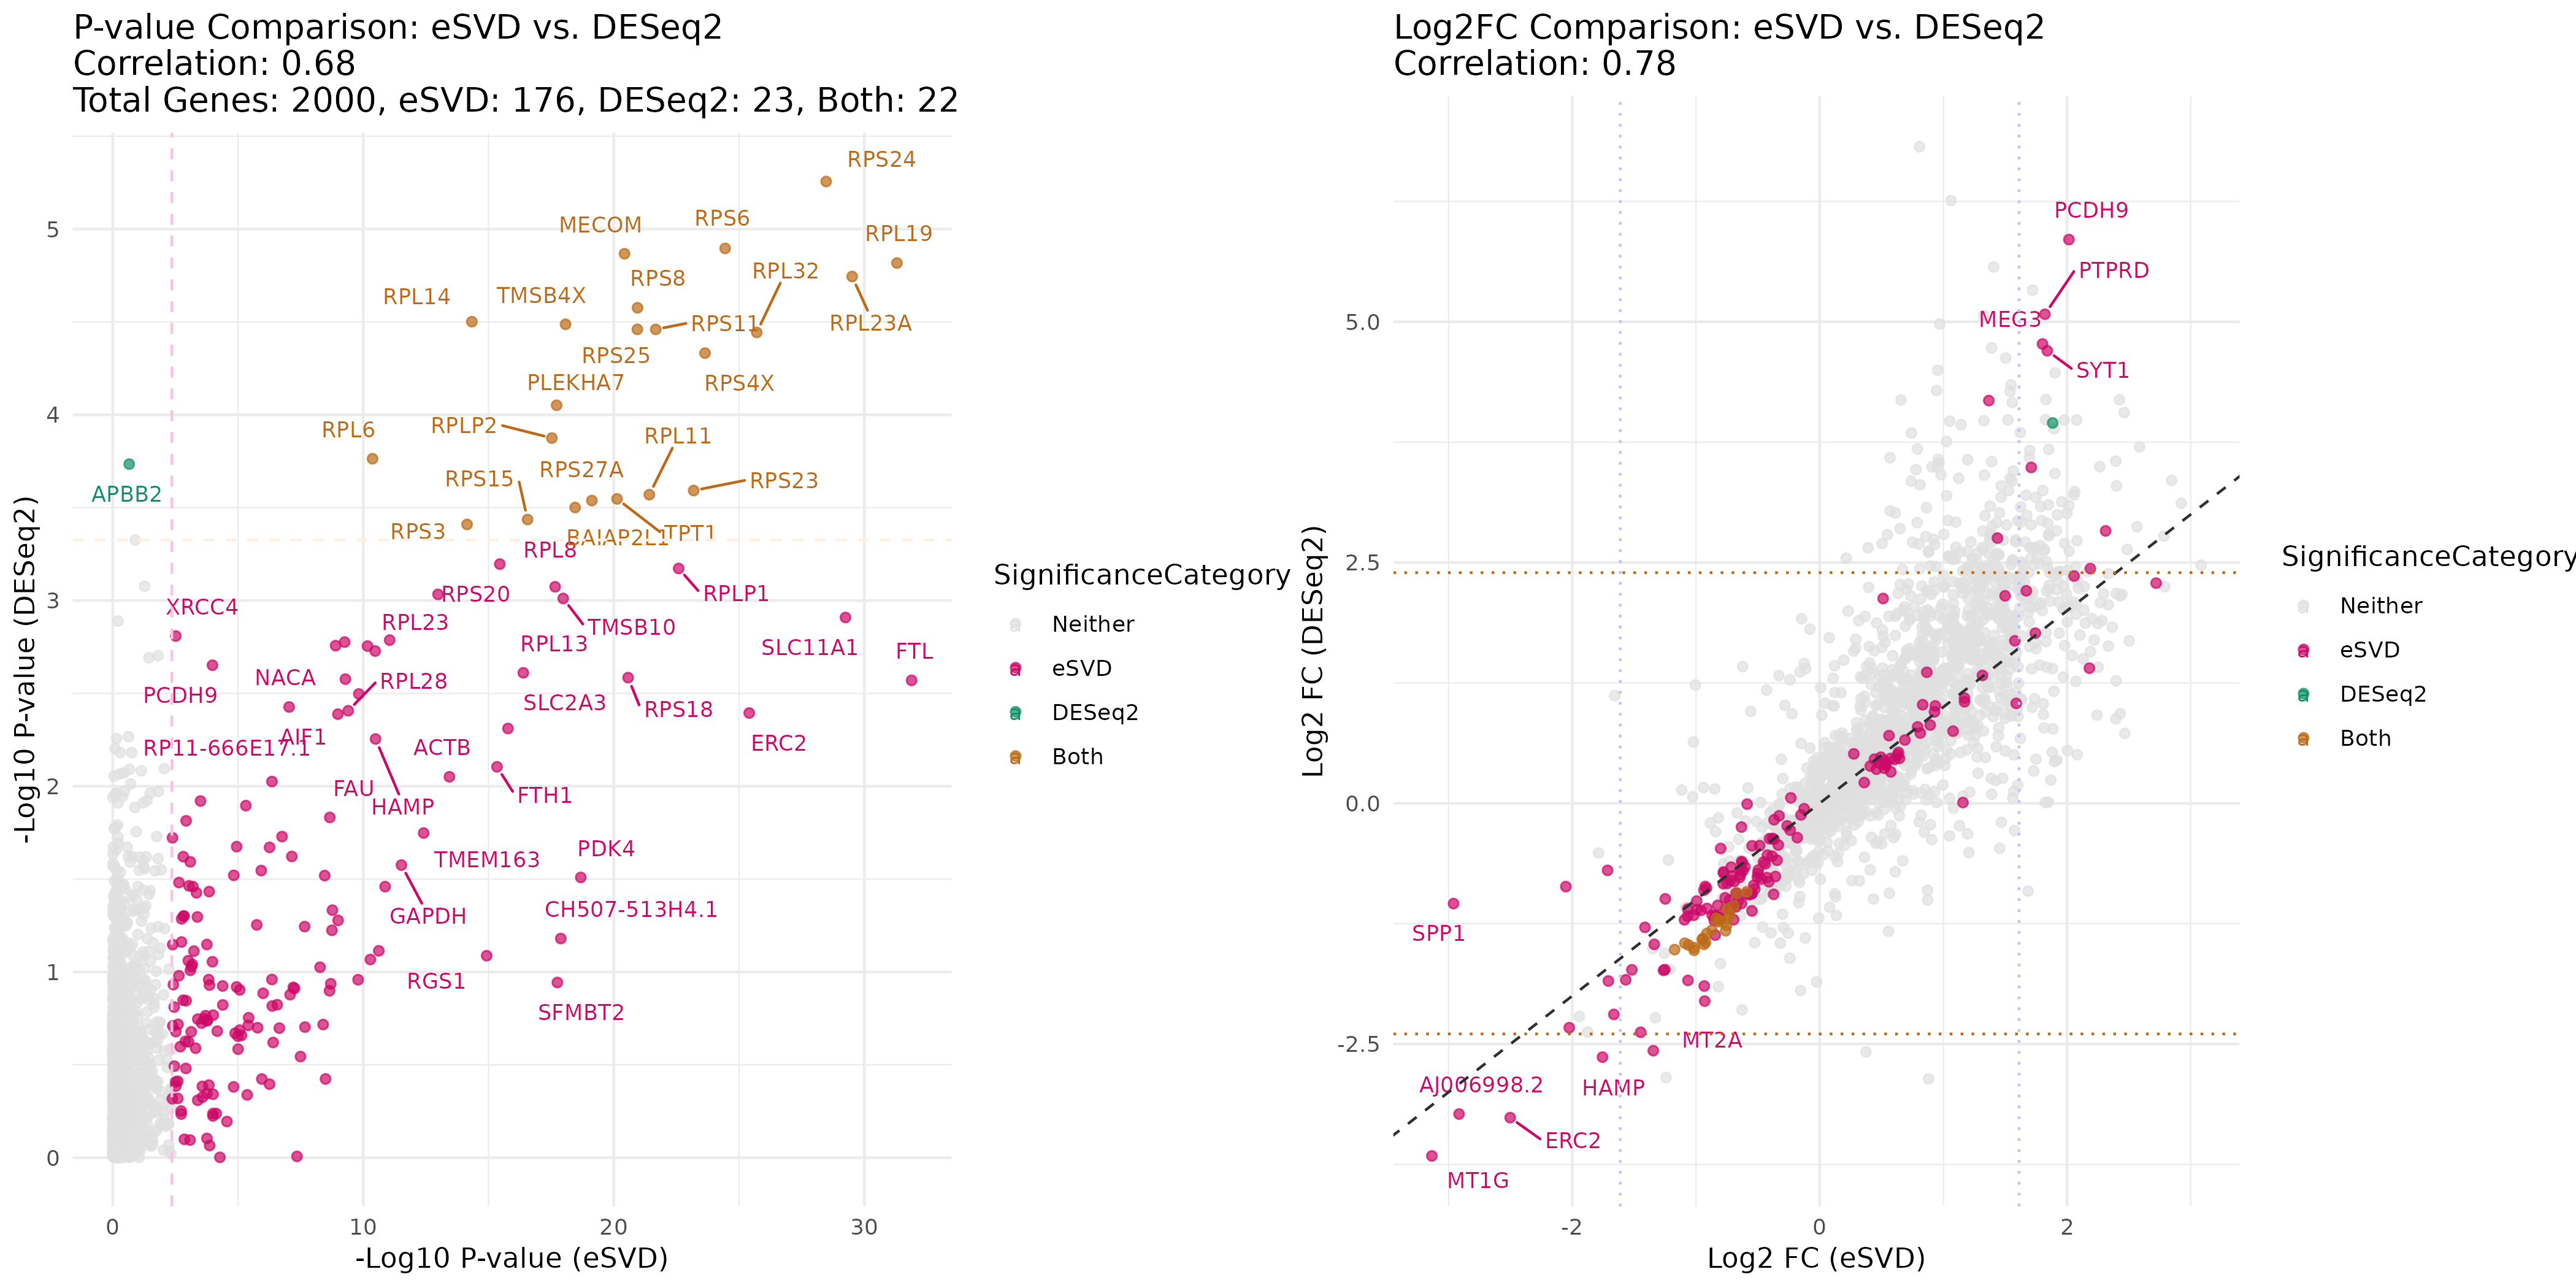 P-value Comparison: eSVD vs. DESeq2
Correlation: 0.68
Total Genes: 2000, eSVD: 176, DESeq2: 23, Both: 22
RPS24
RPS6
MECOM
RPL19
RPL32
RPS8
RPL14
TMSB4X
RPS11
RPL23A
RPS25
PLEKHA7
RPS4X
RPLP2
RPL6
RPL11
RPS27A
RPS15
RPS23
APBB2
RPS3
BAIAP2L1
TPT1
RPL8
RPS20
RPLP1
XRCC4
RPL23
TMSB10
RPL13
SLC11A1
FTL
NACA
RPL28
PCDH9
SLC2A3
RPS18
AIF1
RP11-666E17.1
ACTB
ERC2
FAU
HAMP
FTH1
TMEM163
PDK4
GAPDH
CH507-513H4.1
RGS1
SFMBT2
5
4
3
2
1
0
0
10
20
30
-Log10 P-value (DESeq2)
-Log10 P-value (eSVD)
SignificanceCategory
Neither
eSVD
DESeq2
Both
Log2FC Comparison: eSVD vs. DESeq2
Correlation: 0.78
PCDH9
PTPRD
MEG3
SYT1
SPP1
MT2A
AJ006998.2
HAMP
ERC2
MT1G
5.0
2.5
0.0
-2.5
-2
0
2
Log2 FC (DESeq2)
Log2 FC (eSVD)
SignificanceCategory
Neither
eSVD
DESeq2
Both